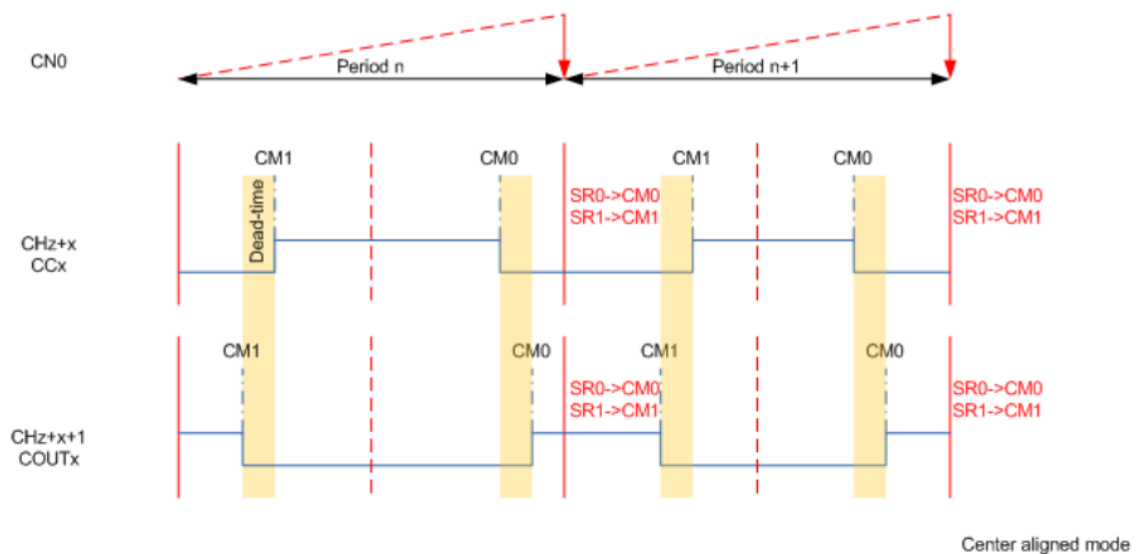 CN0
Period n
Period n+1
CM1
CM0
CM1
CM0
Dead-time
SR0->CM0
SR1->CM1
SR0->CM0
SR1->CM1
CHz+x
CCx
CM1
CM0
CM1
CM0
SR0->CM0
SR1->CM1
SR0->CM0
SR1->CM1
CHz+x+1
COUTx
Center aligned mode